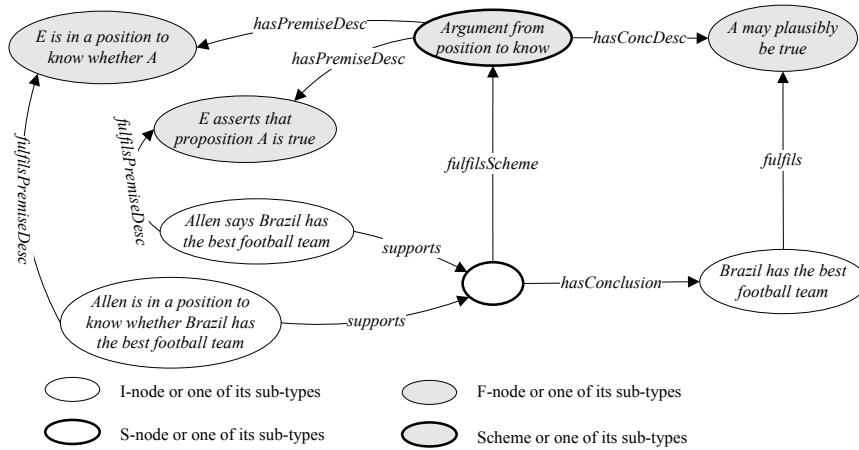 E is in a position to
know whether A
hasPremiseDesc
Argument from
position to know
hasConcDesc
A may plausibly
be true
hasPremiseDesc
E asserts that
proposition A is true
fulfilsPremiseDesc
fulfilsPremiseDesc
fulfilsScheme
fulfils
Allen says Brazil has
the best football team
supports
Allen is in a position to
know whether Brazil has
the best football team
supports
hasConclusion
Brazil has the best
football team
I-node or one of its sub-types
F-node or one of its sub-types
S-node or one of its sub-types
Scheme or one of its sub-types